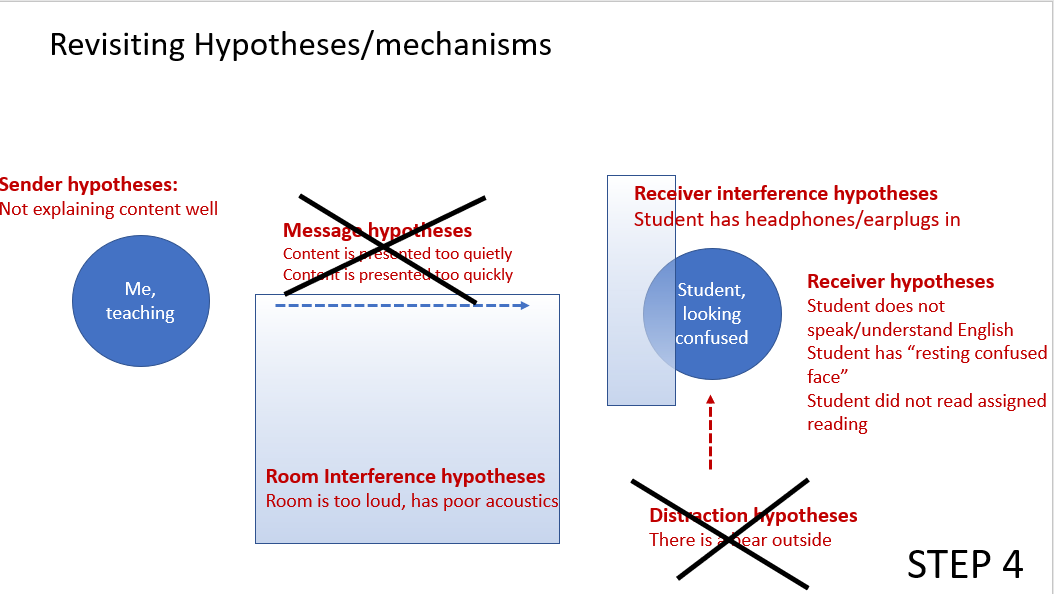 Revisiting Hypotheses/mechanisms
Sender hypotheses:
Not explaining content well
Me,
teaching
Message hypotheses
Content is presented too quietly
Content is presented too quickly
Room Interference hypotheses
Room is too loud, has poor acoustics
Receiver interference hypotheses
Student has headphones/earplugs in
Student,
looking
confused
Receiver hypotheses
Student does not
speak/understand English
Student has “resting confused
face”
Student did not read assigned
reading
Distraction hypotheses
There is a bear outside
STEP 4